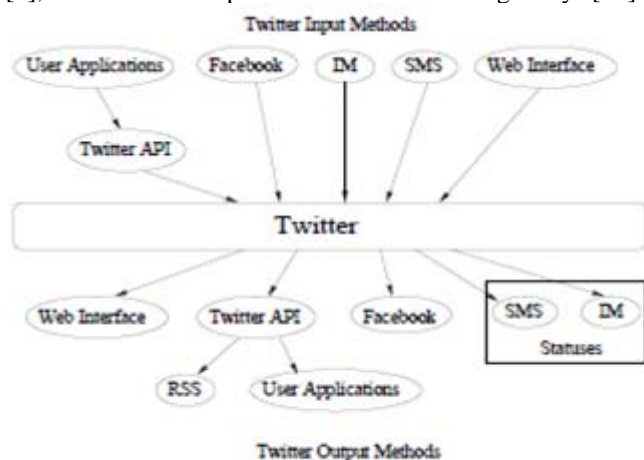 Twitter Input Methods
User Applications Facebook IM SMS Web Interface
Twitter API
Twitter
Web Interface Twitter API Facebook SMS IM
Statuses
RSS User Applications
Twitter Output Methods